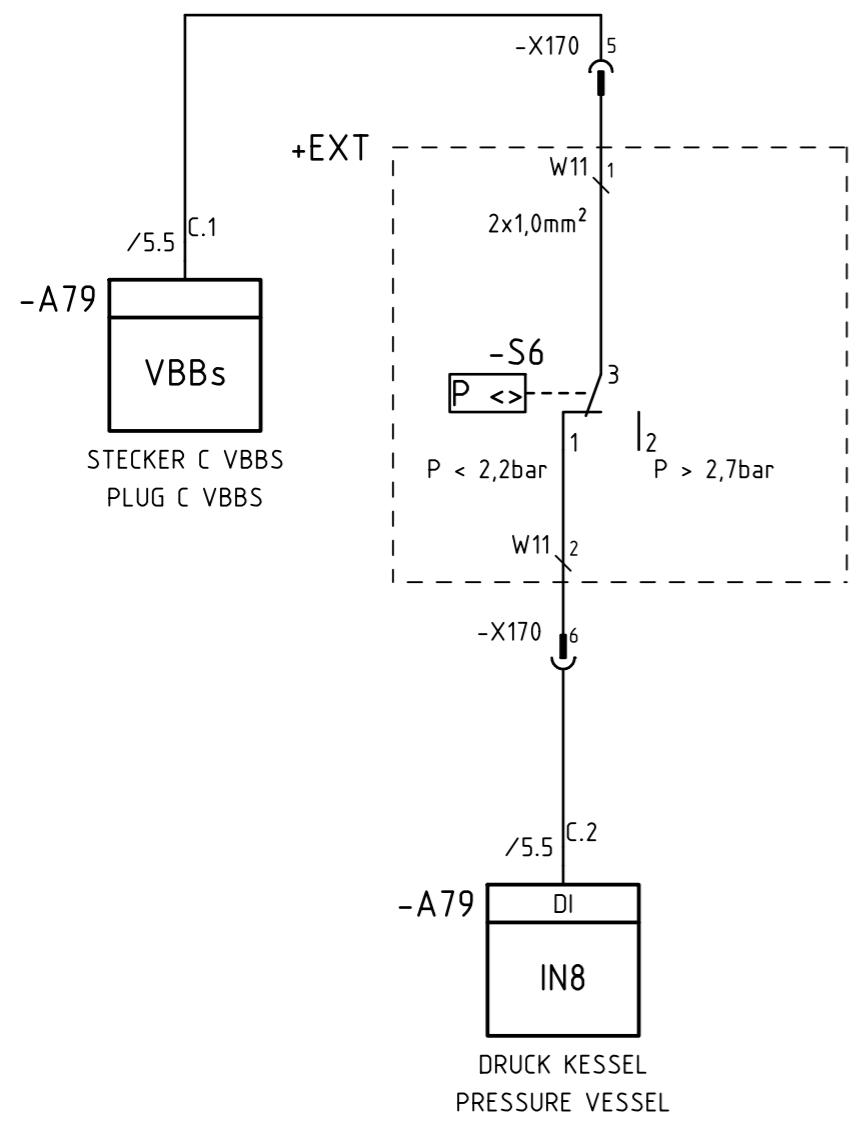 -X170 5
+EXT
W11 1
2x1,0mm²
/5.5 C.1
-A79
VBBs
STECKER C VBBS
PLUG C VBBS
-S6
P <>
3
1
2
P < 2,2bar
P > 2,7bar
W11 2
-X170 6
/5.5 C.2
-A79
DI
IN8
DRUCK KESSEL
PRESSURE VESSEL